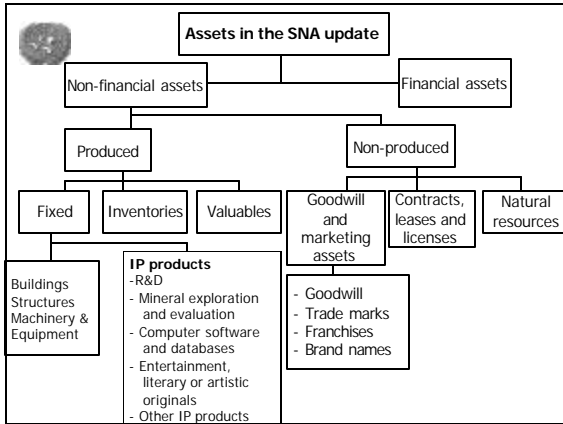 Assets in the SNA update
Non-financial assets
Financial assets
Produced
Non-produced
Fixed
Inventories
Valuables
Goodwill
and
marketing
assets
Contracts,
leases and
licenses
Natural
resources
Buildings
Structures
Machinery &
Equipment
IP products
-R&D
- Mineral exploration
and evaluation
- Computer software
and databases
- Entertainment,
literary or artistic
originals
- Other IP products
- Goodwill
- Trade marks
- Franchises
- Brand names